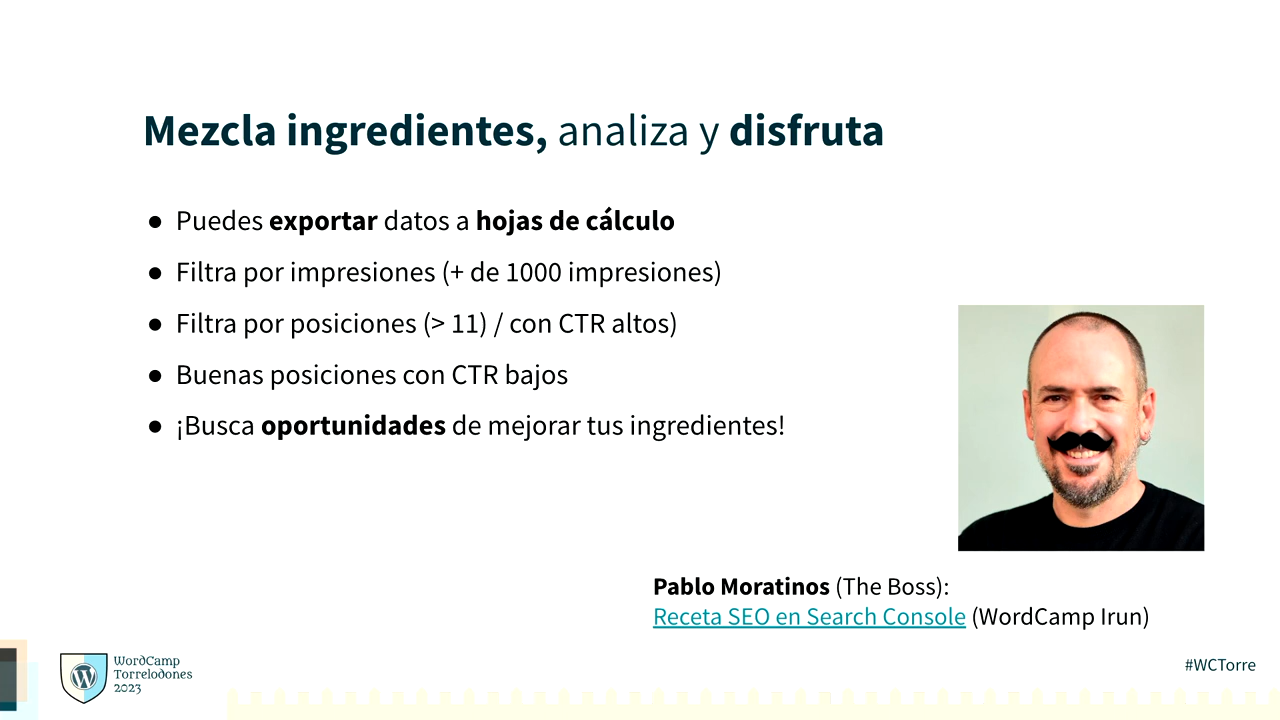 Mezcla ingredientes, analiza y disfruta
● Puedes exportar datos a hojas de cálculo
● Filtra por impresiones (+ de 1000 impresiones)
● Filtra por posiciones (> 11) / con CTR altos)
● Buenas posiciones con CTR bajos
● ¡Busca oportunidades de mejorar tus ingredientes!
Pablo Moratinos (The Boss):
Receta SEO en Search Console (WordCamp Irun)
WordCamp
Torrelodones
2023
#WCTorre